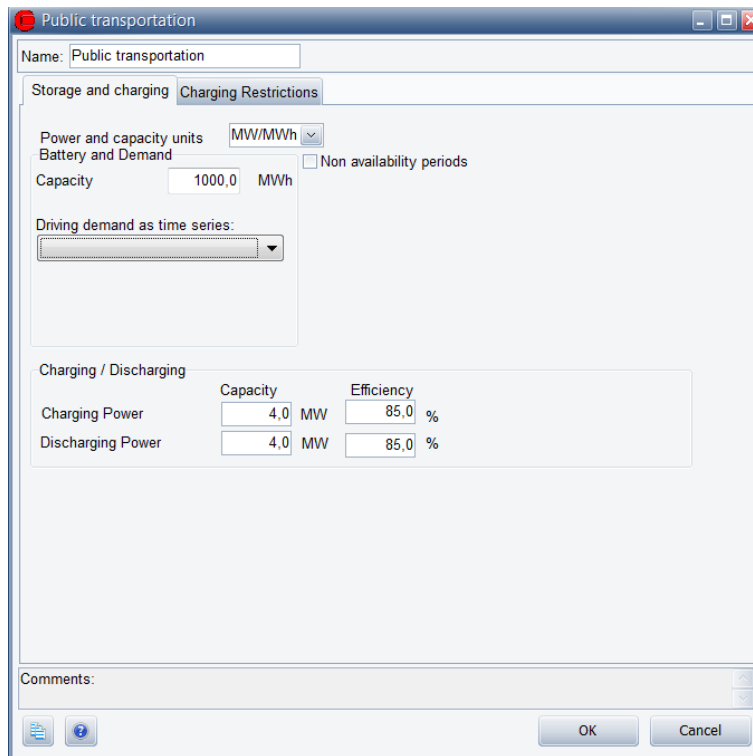 Public transportation
Name: Public transportation
Storage and charging Charging Restrictions
Power and capacity units MW/MWh
Battery and Demand
Non availability periods
Capacity 1000,0 MWh
Driving demand as time series:
Charging / Discharging
Capacity Efficiency
Charging Power 4,0 MW 85,0 %
Discharging Power 4,0 MW 85,0 %
Comments:
OK Cancel